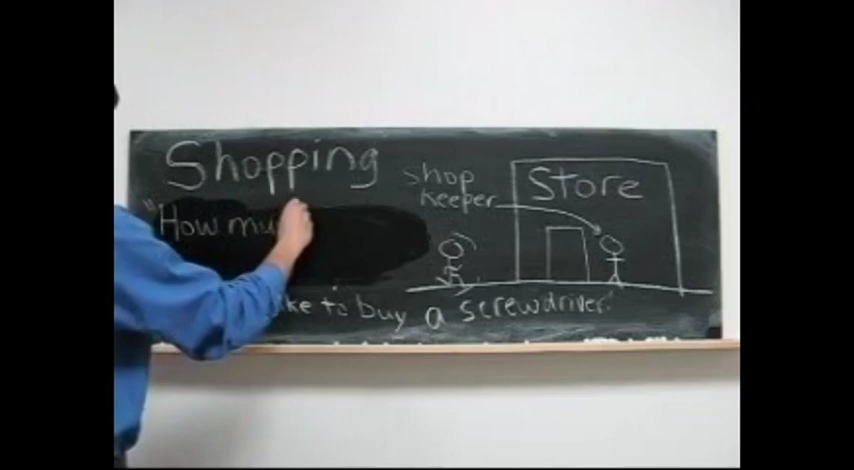 Shopping
"How mu
shop
keeper
Store
ke to buy a screwdriver."